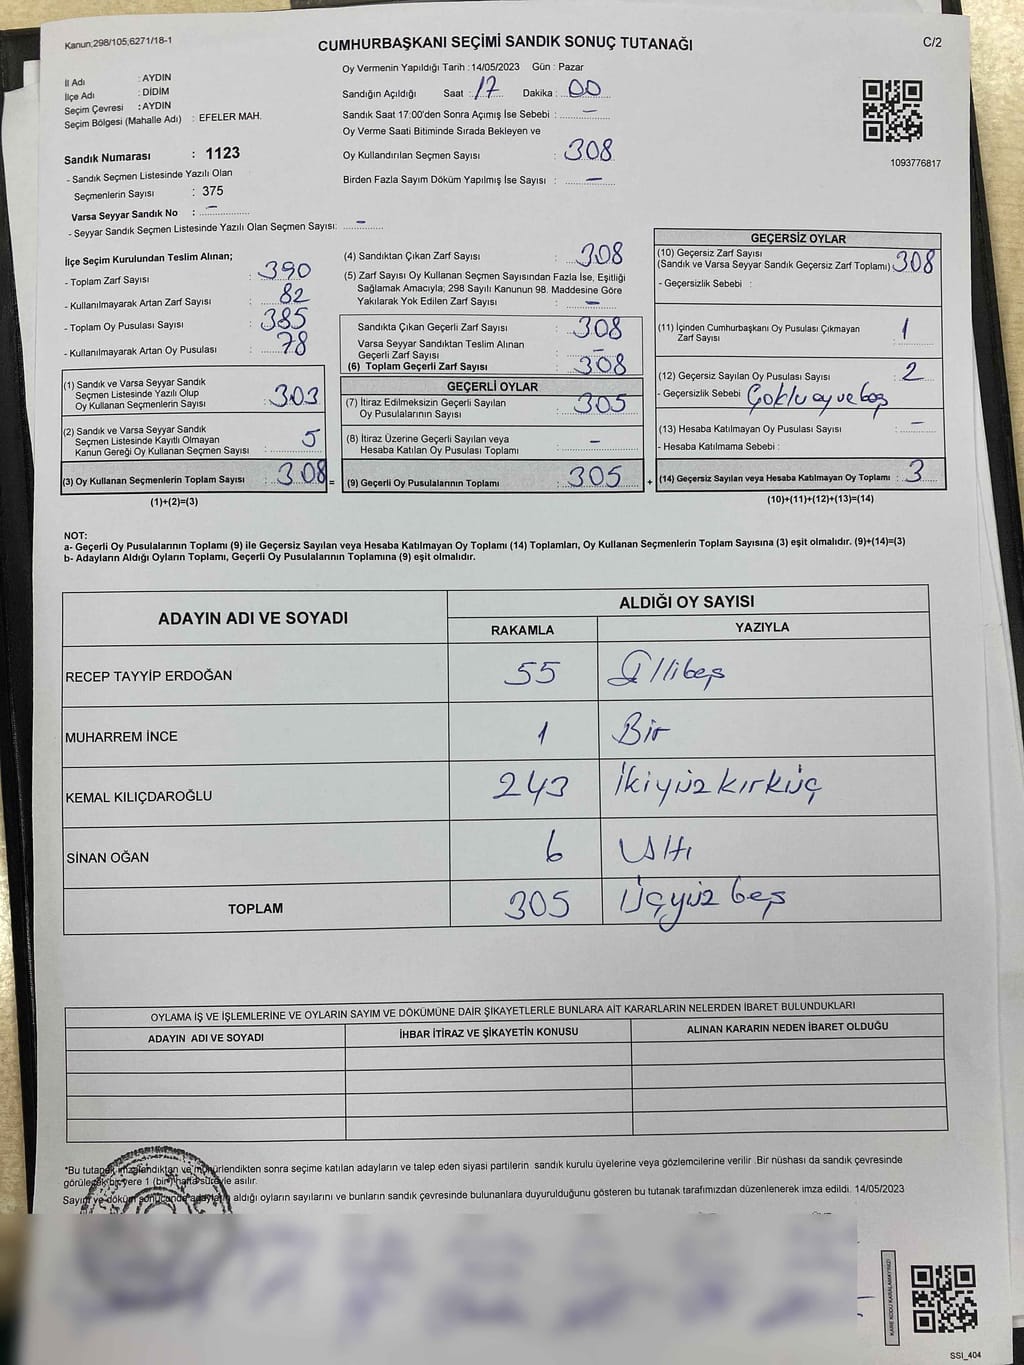 Kanun;298/105,6271/18-1
CUMHURBAŞKANI SEÇİMİ SANDIK SONUÇ TUTANAĞI
C/2
İl Adı : AYDIN
İlçe Adı : DİDİM
Seçim Çevresi : AYDIN
Seçim Bölgesi (Mahalle Adı) : EFELER MAH.
Sandık Numarası : 1123
- Sandık Seçmen Listesinde Yazılı Olan
Seçmenlerin Sayısı : 375
Varsa Seyyar Sandık No : –
- Seyyar Sandık Seçmen Listesinde Yazılı Olan Seçmen Sayısı: –
Oy Vermenin Yapıldığı Tarih :14/05/2023 Gün : Pazar
Sandığın Açıldığı Saat : 17 Dakika : 00
Sandık Saat 17:00'den Sonra Açımış İse Sebebi : –
Oy Verme Saati Bitiminde Sırada Bekleyen ve
Oy Kullandırılan Seçmen Sayısı : 308
Birden Fazla Sayım Döküm Yapılmış İse Sayısı : –
1093776817
İlçe Seçim Kurulundan Teslim Alınan;
- Toplam Zarf Sayısı : 390
- Kullanılmayarak Artan Zarf Sayısı : 82
- Toplam Oy Pusulası Sayısı : 385
- Kullanılmayarak Artan Oy Pusulası : 78
(1) Sandık ve Varsa Seyyar Sandık
Seçmen Listesinde Yazılı Olup
Oy Kullanan Seçmenlerin Sayısı : 303
(2) Sandık ve Varsa Seyyar Sandık
Seçmen Listesinde Kayıtlı Olmayan
Kanun Gereği Oy Kullanan Seçmen Sayısı : 5
(3) Oy Kullanan Seçmenlerin Toplam Sayısı : 308 =
(1)+(2)=(3)
(4) Sandıktan Çıkan Zarf Sayısı : 308
(5) Zarf Sayısı Oy Kullanan Seçmen Sayısından Fazla İse, Eşitliği
Sağlamak Amacıyla; 298 Sayılı Kanunun 98. Maddesine Göre
Yakılarak Yok Edilen Zarf Sayısı : –
Sandıkta Çıkan Geçerli Zarf Sayısı : 308
Varsa Seyyar Sandıktan Teslim Alınan
Geçerli Zarf Sayısı : –
(6) Toplam Geçerli Zarf Sayısı : 308
GEÇERLİ OYLAR
(7) İtiraz Edilmeksizin Geçerli Sayılan
Oy Pusulalarının Sayısı : 305
(8) İtiraz Üzerine Geçerli Sayılan veya
Hesaba Katılan Oy Pusulası Toplamı : –
(9) Geçerli Oy Pusulalarının Toplamı : 305 +
GEÇERSİZ OYLAR
(10) Geçersiz Zarf Sayısı
(Sandık ve Varsa Seyyar Sandık Geçersiz Zarf Toplamı) 308
- Geçersizlik Sebebi :
(11) İçinden Cumhurbaşkanı Oy Pusulası Çıkmayan
Zarf Sayısı : 1
(12) Geçersiz Sayılan Oy Pusulası Sayısı : 2
- Geçersizlik Sebebi Çoklu oy ve boş
(13) Hesaba Katılmayan Oy Pusulası Sayısı : –
- Hesaba Katılmama Sebebi :
(14) Geçersiz Sayılan veya Hesaba Katılmayan Oy Toplamı : 3
(10)+(11)+(12)+(13)=(14)
NOT:
a- Geçerli Oy Pusulalarının Toplamı (9) ile Geçersiz Sayılan veya Hesaba Katılmayan Oy Toplamı (14) Toplamları, Oy Kullanan Seçmenlerin Toplam Sayısına (3) eşit olmalıdır. (9)+(14)=(3)
b- Adayların Aldığı Oyların Toplamı, Geçerli Oy Pusulalarının Toplamına (9) eşit olmalıdır.
ADAYIN ADI VE SOYADI
ALDIĞI OY SAYISI
RAKAMLA YAZIYLA
RECEP TAYYİP ERDOĞAN 55 Ellibeş
MUHARREM İNCE 1 Bir
KEMAL KILIÇDAROĞLU 243 İkiyüz kırküç
SİNAN OĞAN 6 Altı
TOPLAM 305 Üçyüz beş
OYLAMA İŞ VE İŞLEMLERİNE VE OYLARIN SAYIM VE DÖKÜMÜNE DAİR ŞİKAYETLERLE BUNLARA AİT KARARLARIN NELERDEN İBARET BULUNDUKLARI
ADAYIN ADI VE SOYADI İHBAR İTİRAZ VE ŞİKAYETİN KONUSU ALINAN KARARIN NEDEN İBARET OLDUĞU
*Bu tutanak imzalandıktan ve mühürlendikten sonra seçime katılan adayların ve talep eden siyasi partilerin sandık kurulu üyelerine veya gözlemcilerine verilir .Bir nüshası da sandık çevresinde
görülecek bir yere 1 (bir) hafta süreyle asılır.
Sayım ve döküm sonucunda adayların aldığı oyların sayılarını ve bunların sandık çevresinde bulunanlara duyurulduğunu gösteren bu tutanak tarafımızdan düzenlenerek imza edildi. 14/05/2023
KARE KODU KARALAMAYINIZ!
SSI_404